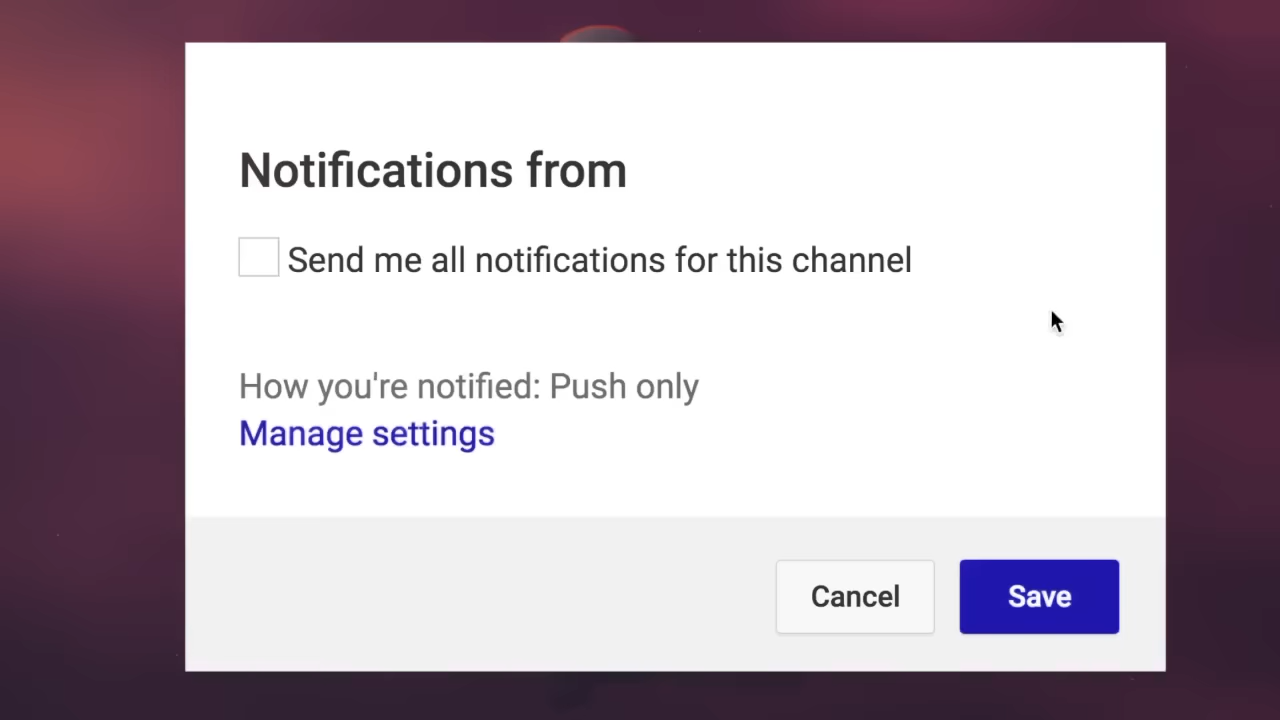 Notifications from
Send me all notifications for this channel
How you're notified: Push only
Manage settings
Cancel
Save